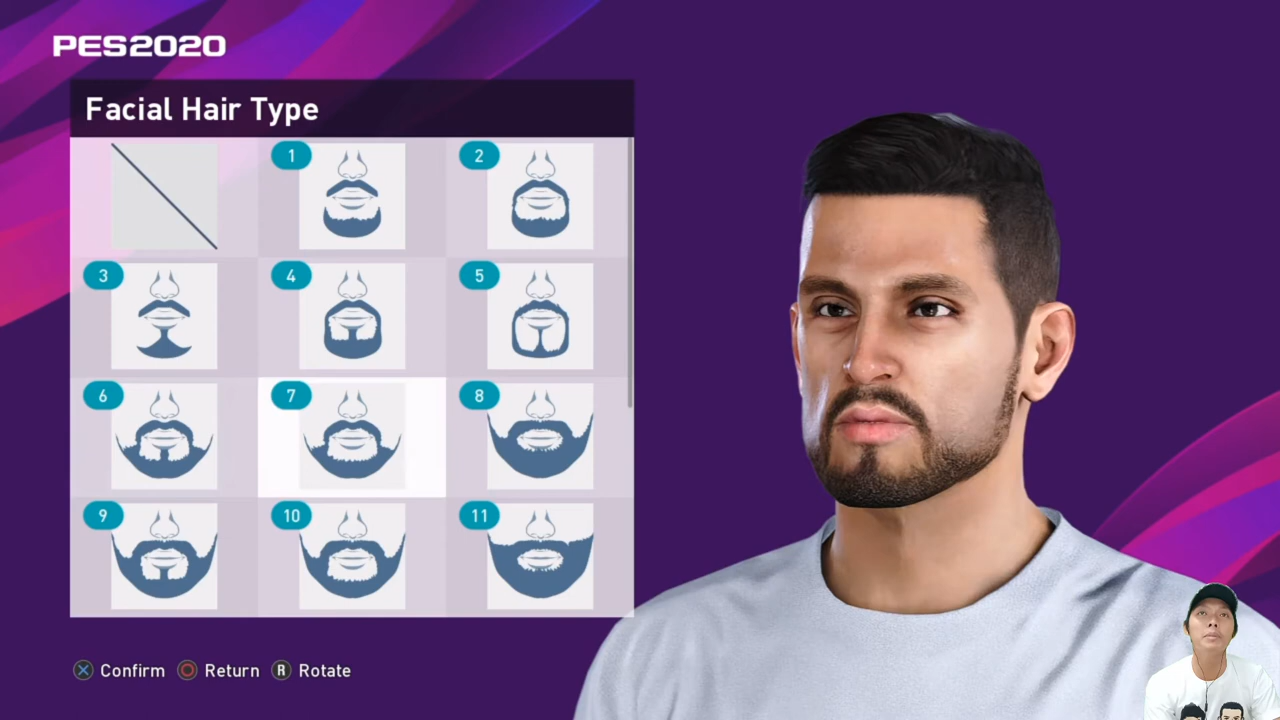 PES2020
Facial Hair Type
1
2
3
4
5
6
7
8
9
10
11
Confirm
Return
R Rotate